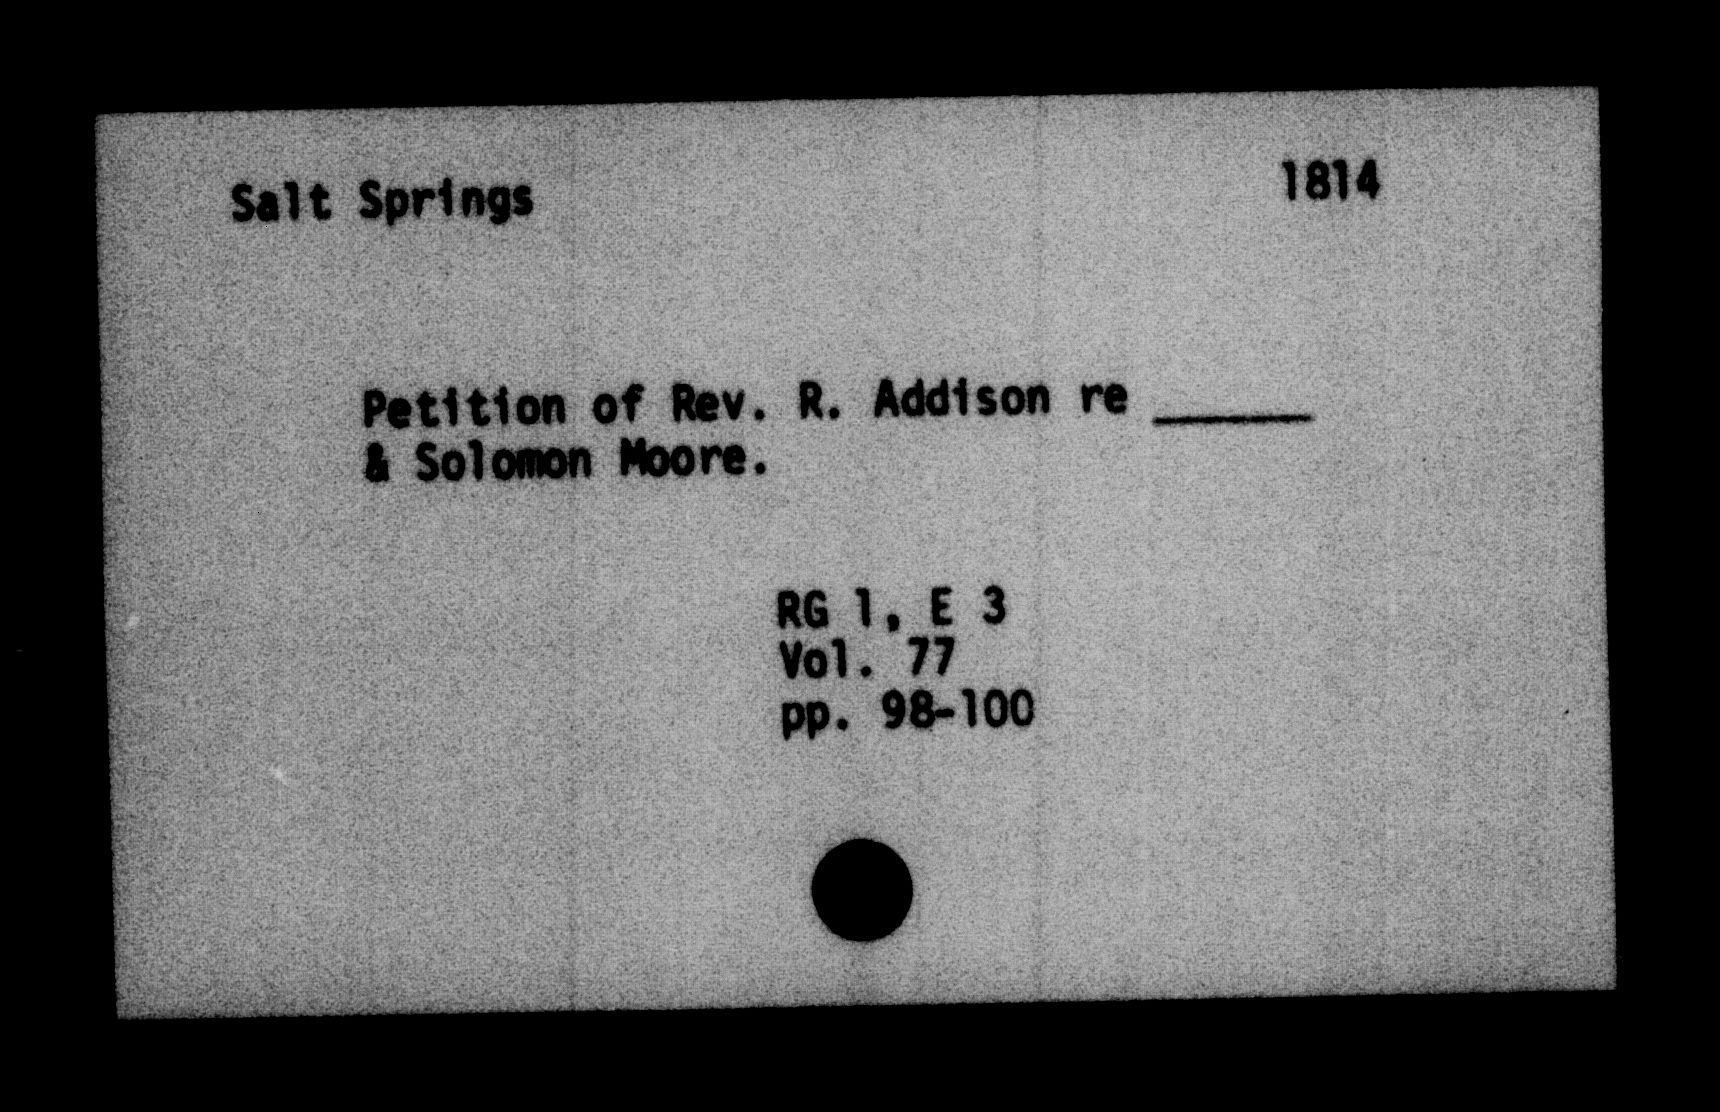 Salt Springs 1814
Petition of Rev. R. Addison re ______
& Solomon Moore.
RG 1, E 3
Vol. 77
pp. 98-100